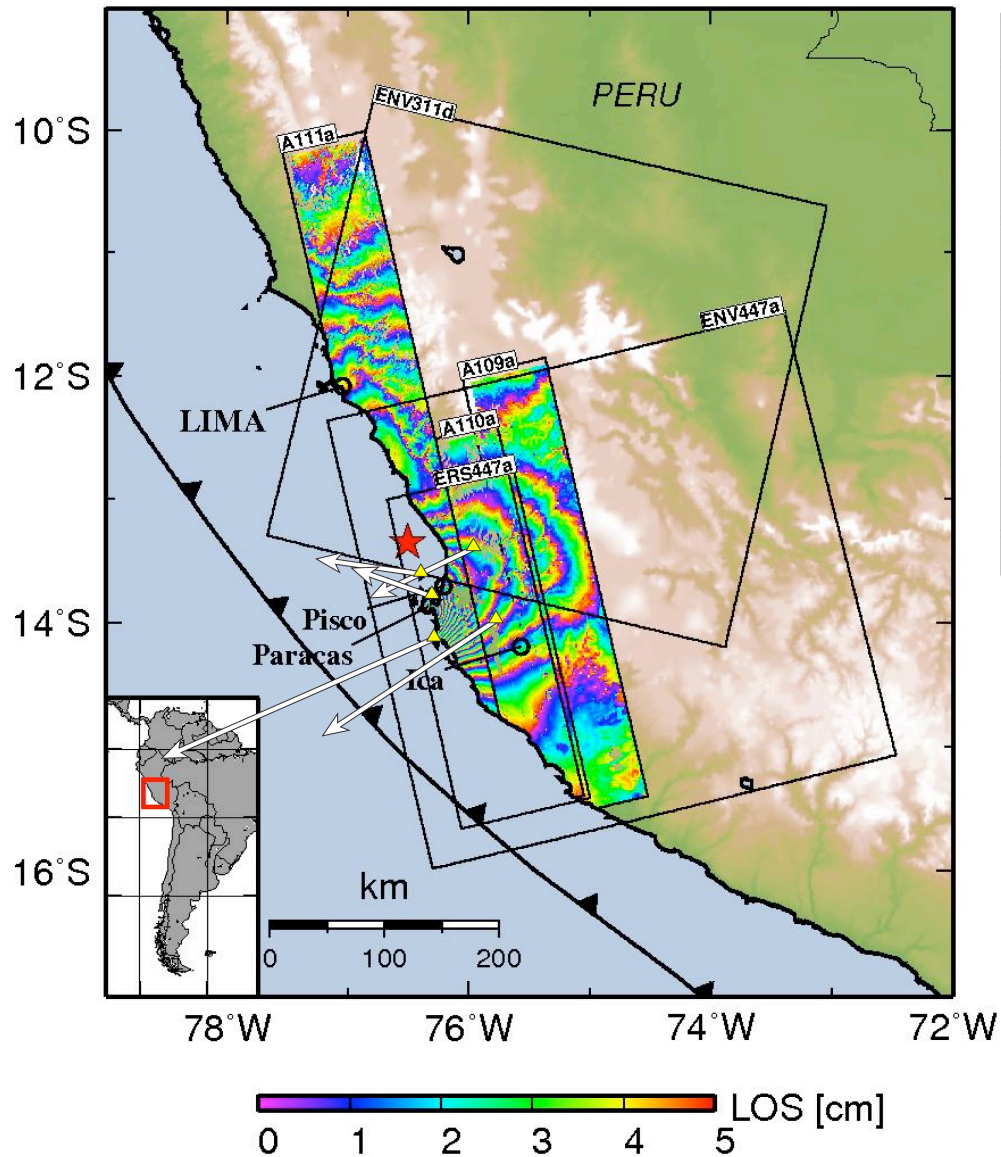 PERU
ENV311d
10°S
A111a
ENV447a
A109a
12°S
LIMA
A110a
ERS447a
Pisco
14°S
Paracas
Ica
16°S
km
0 100 200
78°W 76°W 74°W 72°W
LOS [cm]
0 1 2 3 4 5